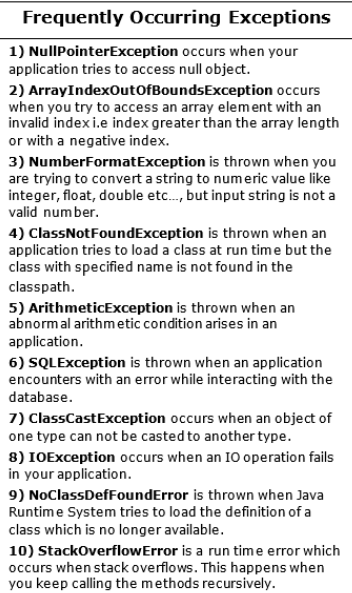 Frequently Occurring Exceptions
1) NullPointerException occurs when your
application tries to access null object.
2) ArrayIndexOutOfBoundsException occurs
when you try to access an array element with an
invalid index i.e index greater than the array length
or with a negative index.
3) NumberFormatException is thrown when you
are trying to convert a string to numeric value like
integer, float, double etc..., but input string is not a
valid number.
4) ClassNotFoundException is thrown when an
application tries to load a class at run time but the
class with specified name is not found in the
classpath.
5) ArithmeticException is thrown when an
abnormal arithmetic condition arises in an
application.
6) SQLException is thrown when an application
encounters with an error while interacting with the
database.
7) ClassCastException occurs when an object of
one type can not be casted to another type.
8) IOException occurs when an IO operation fails
in your application.
9) NoClassDefFoundError is thrown when Java
Runtime System tries to load the definition of a
class which is no longer available.
10) StackOverflowError is a run time error which
occurs when stack overflows. This happens when
you keep calling the methods recursively.